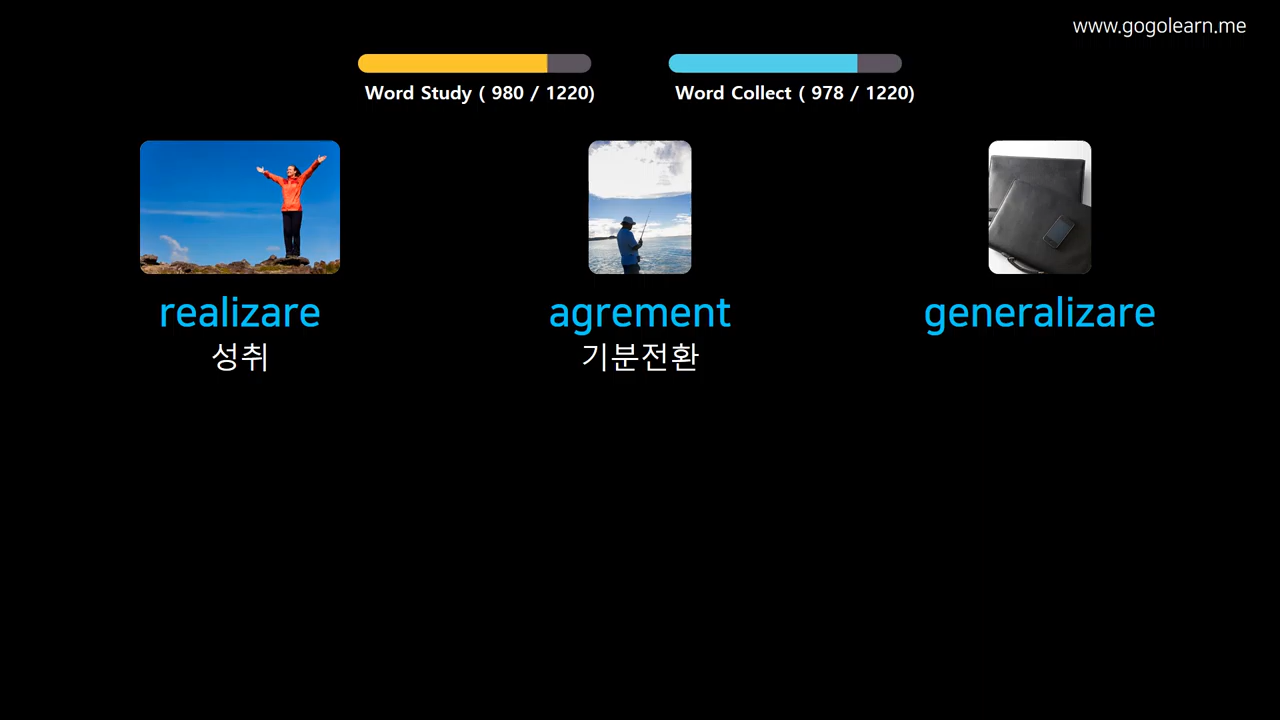 www.gogolearn.me
Word Study ( 980 / 1220)
Word Collect ( 978 / 1220)
realizare
성취
agrement
기분전환
generalizare